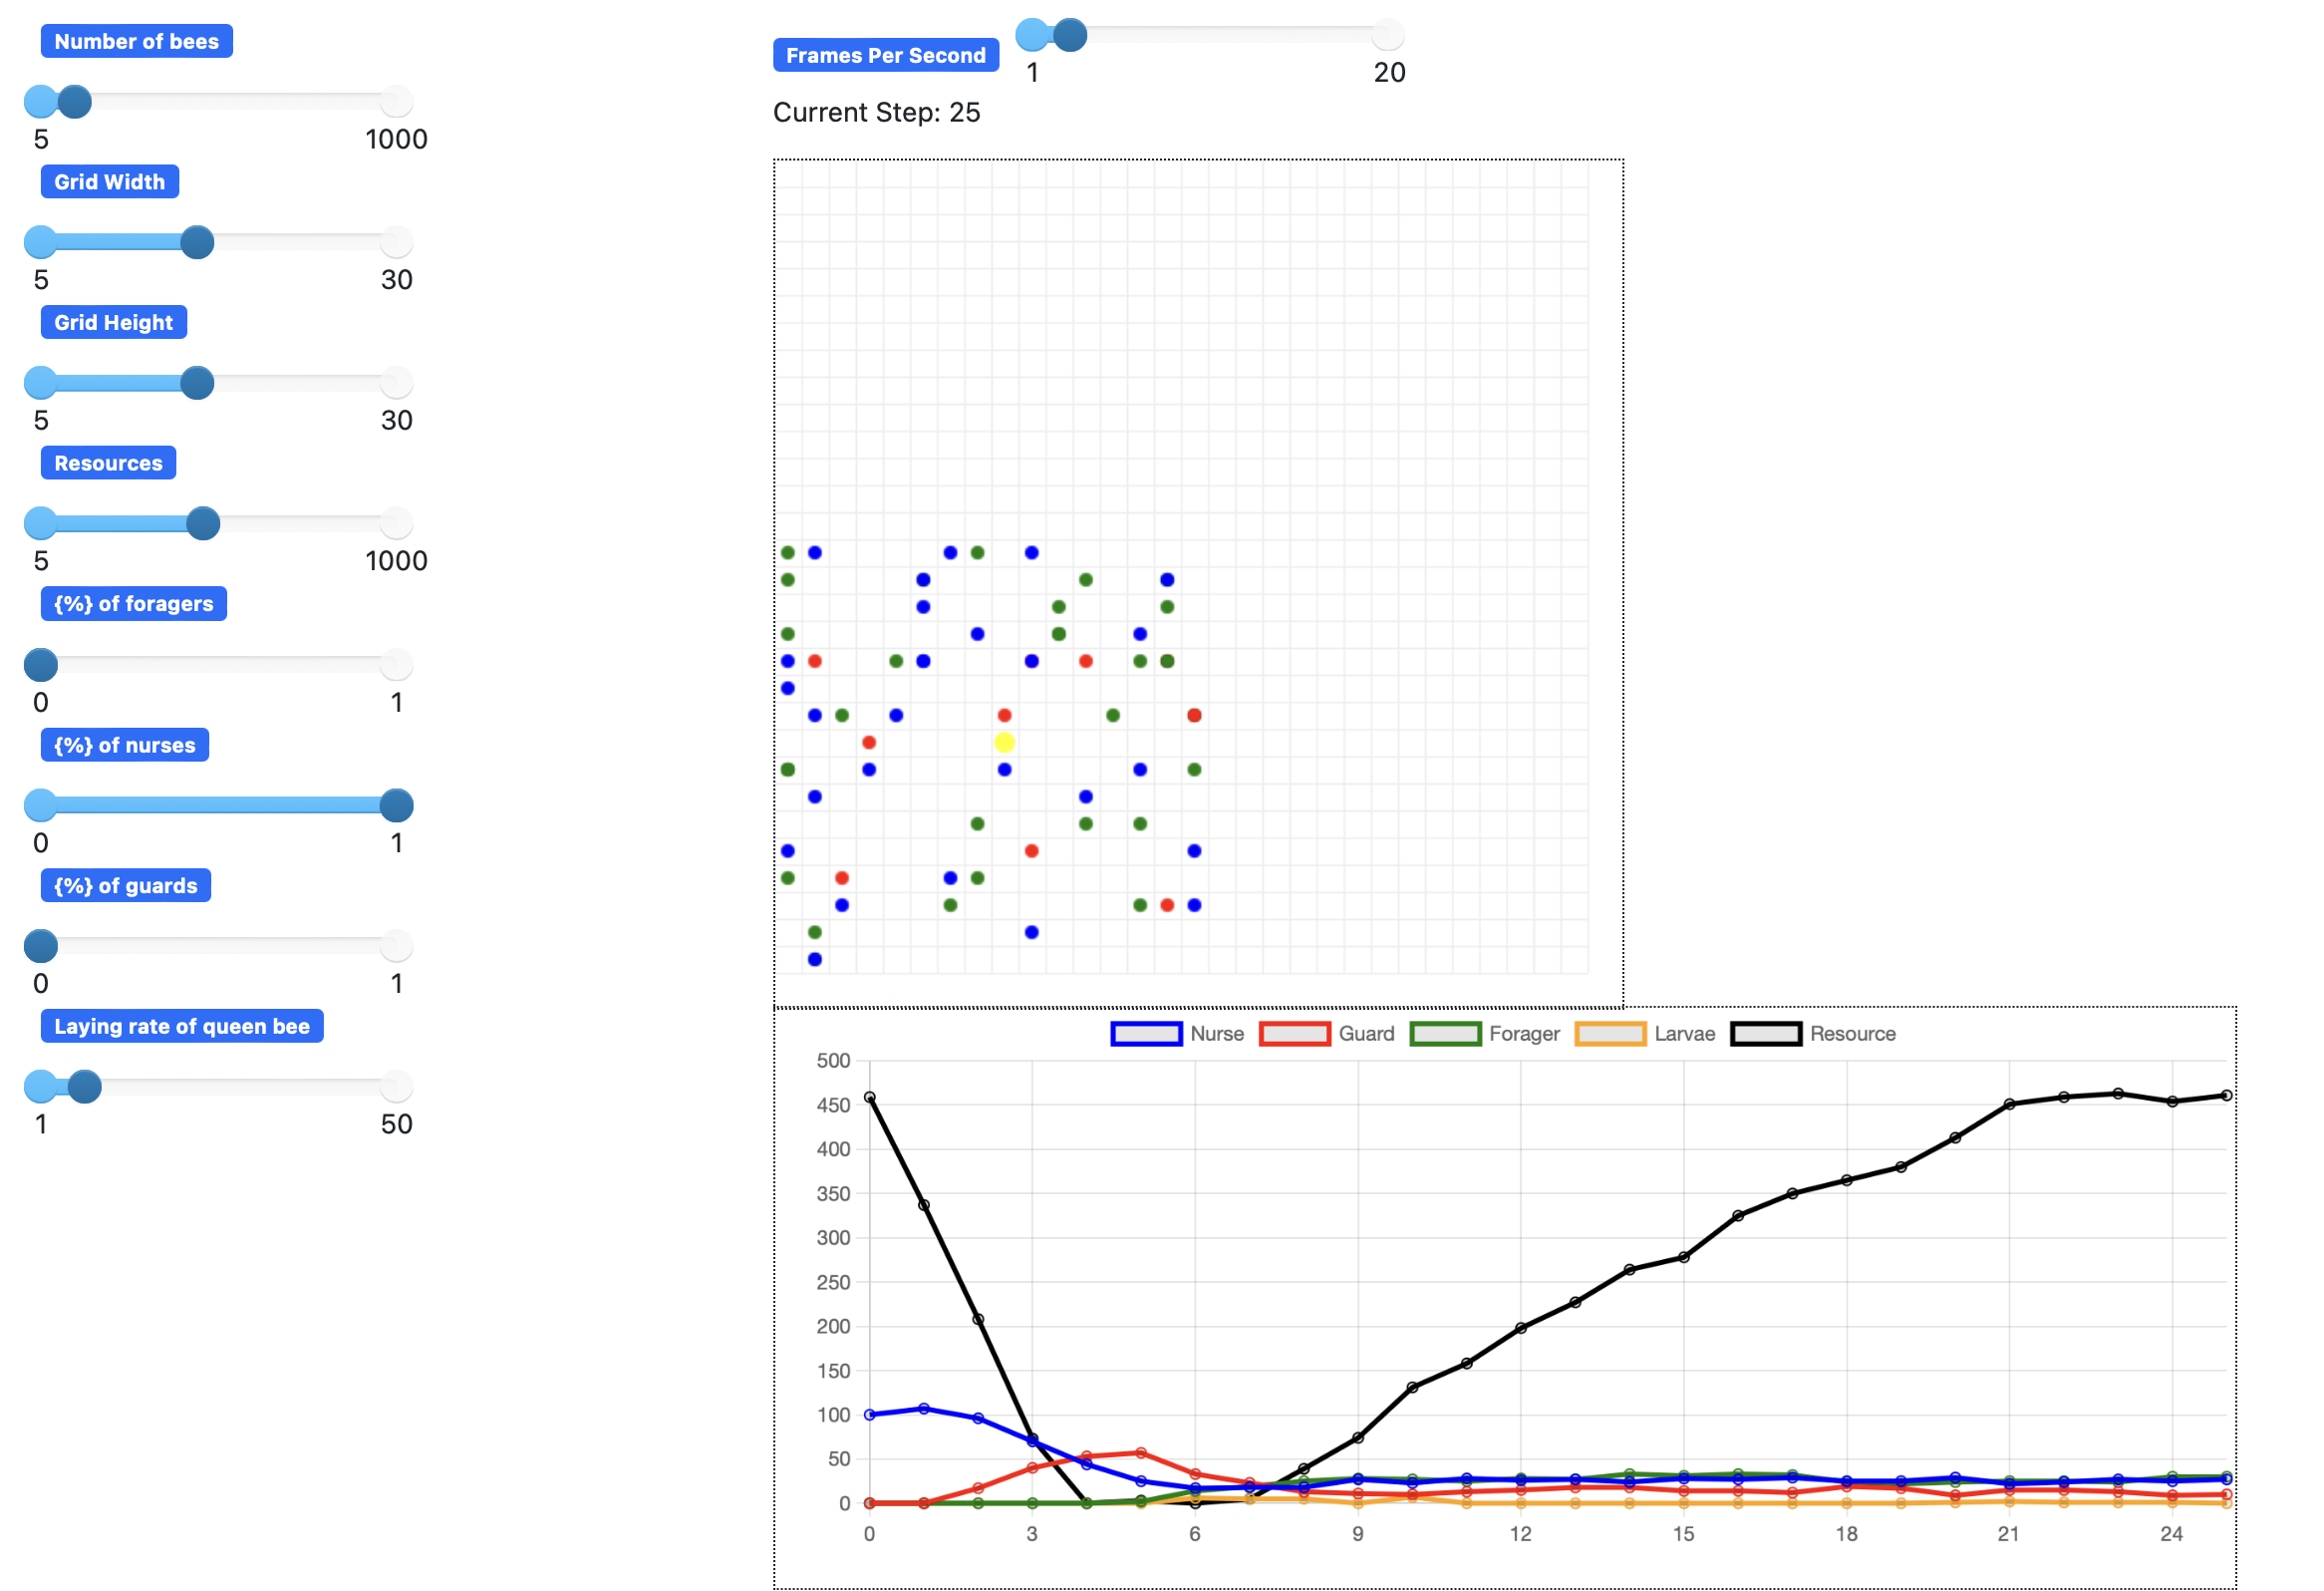 Number of bees
5 1000
Grid Width
5 30
Grid Height
5 30
Resources
5 1000
{%} of foragers
0 1
{%} of nurses
0 1
{%} of guards
0 1
Laying rate of queen bee
1 50
Frames Per Second
1 20
Current Step: 25
Nurse Guard Forager Larvae Resource
500
450
400
350
300
250
200
150
100
50
0
0 3 6 9 12 15 18 21 24